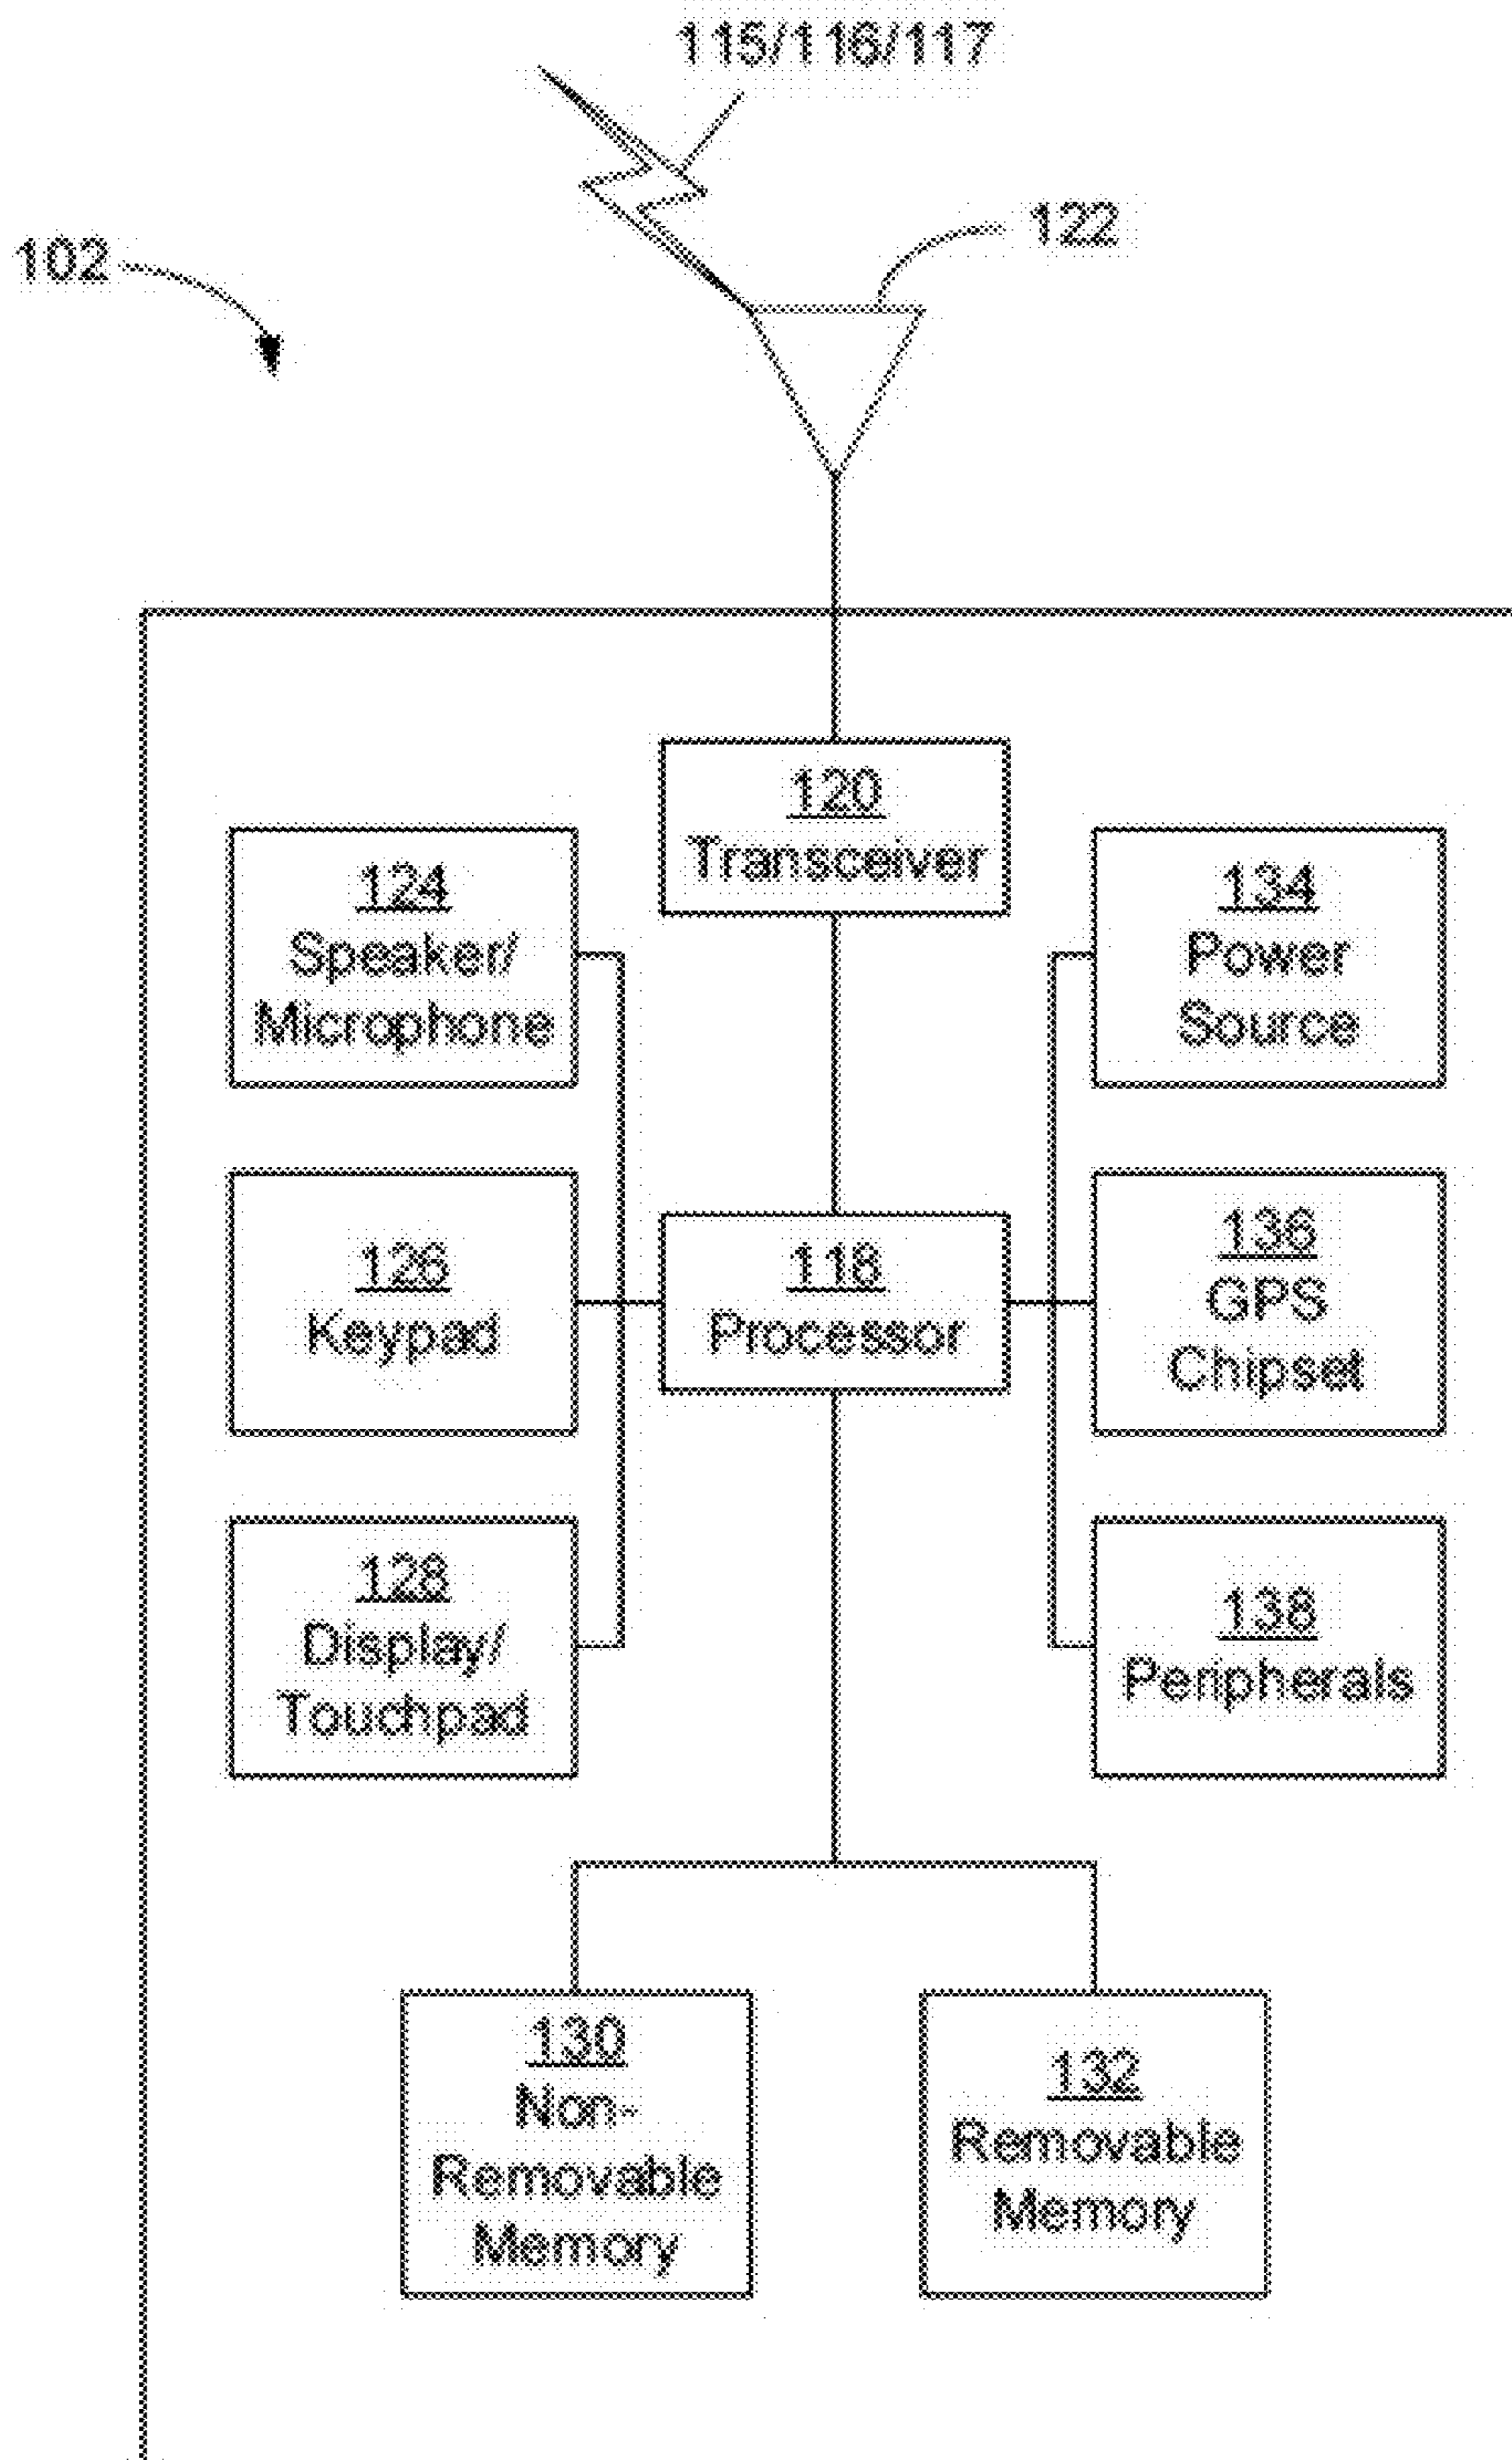 115/116/117
122
102
120
Transceiver
124
Speaker/
Microphone
134
Power
Source
126
Keypad
118
Processor
136
GPS
Chipset
128
Display/
Touchpad
138
Peripherals
130
Non-
Removable
Memory
132
Removable
Memory